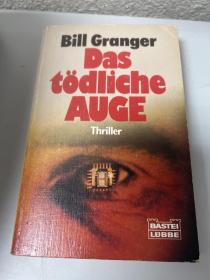 Bill Granger
Das
tödliche
AUGE
Thriller
BASTEI
LÜBBE